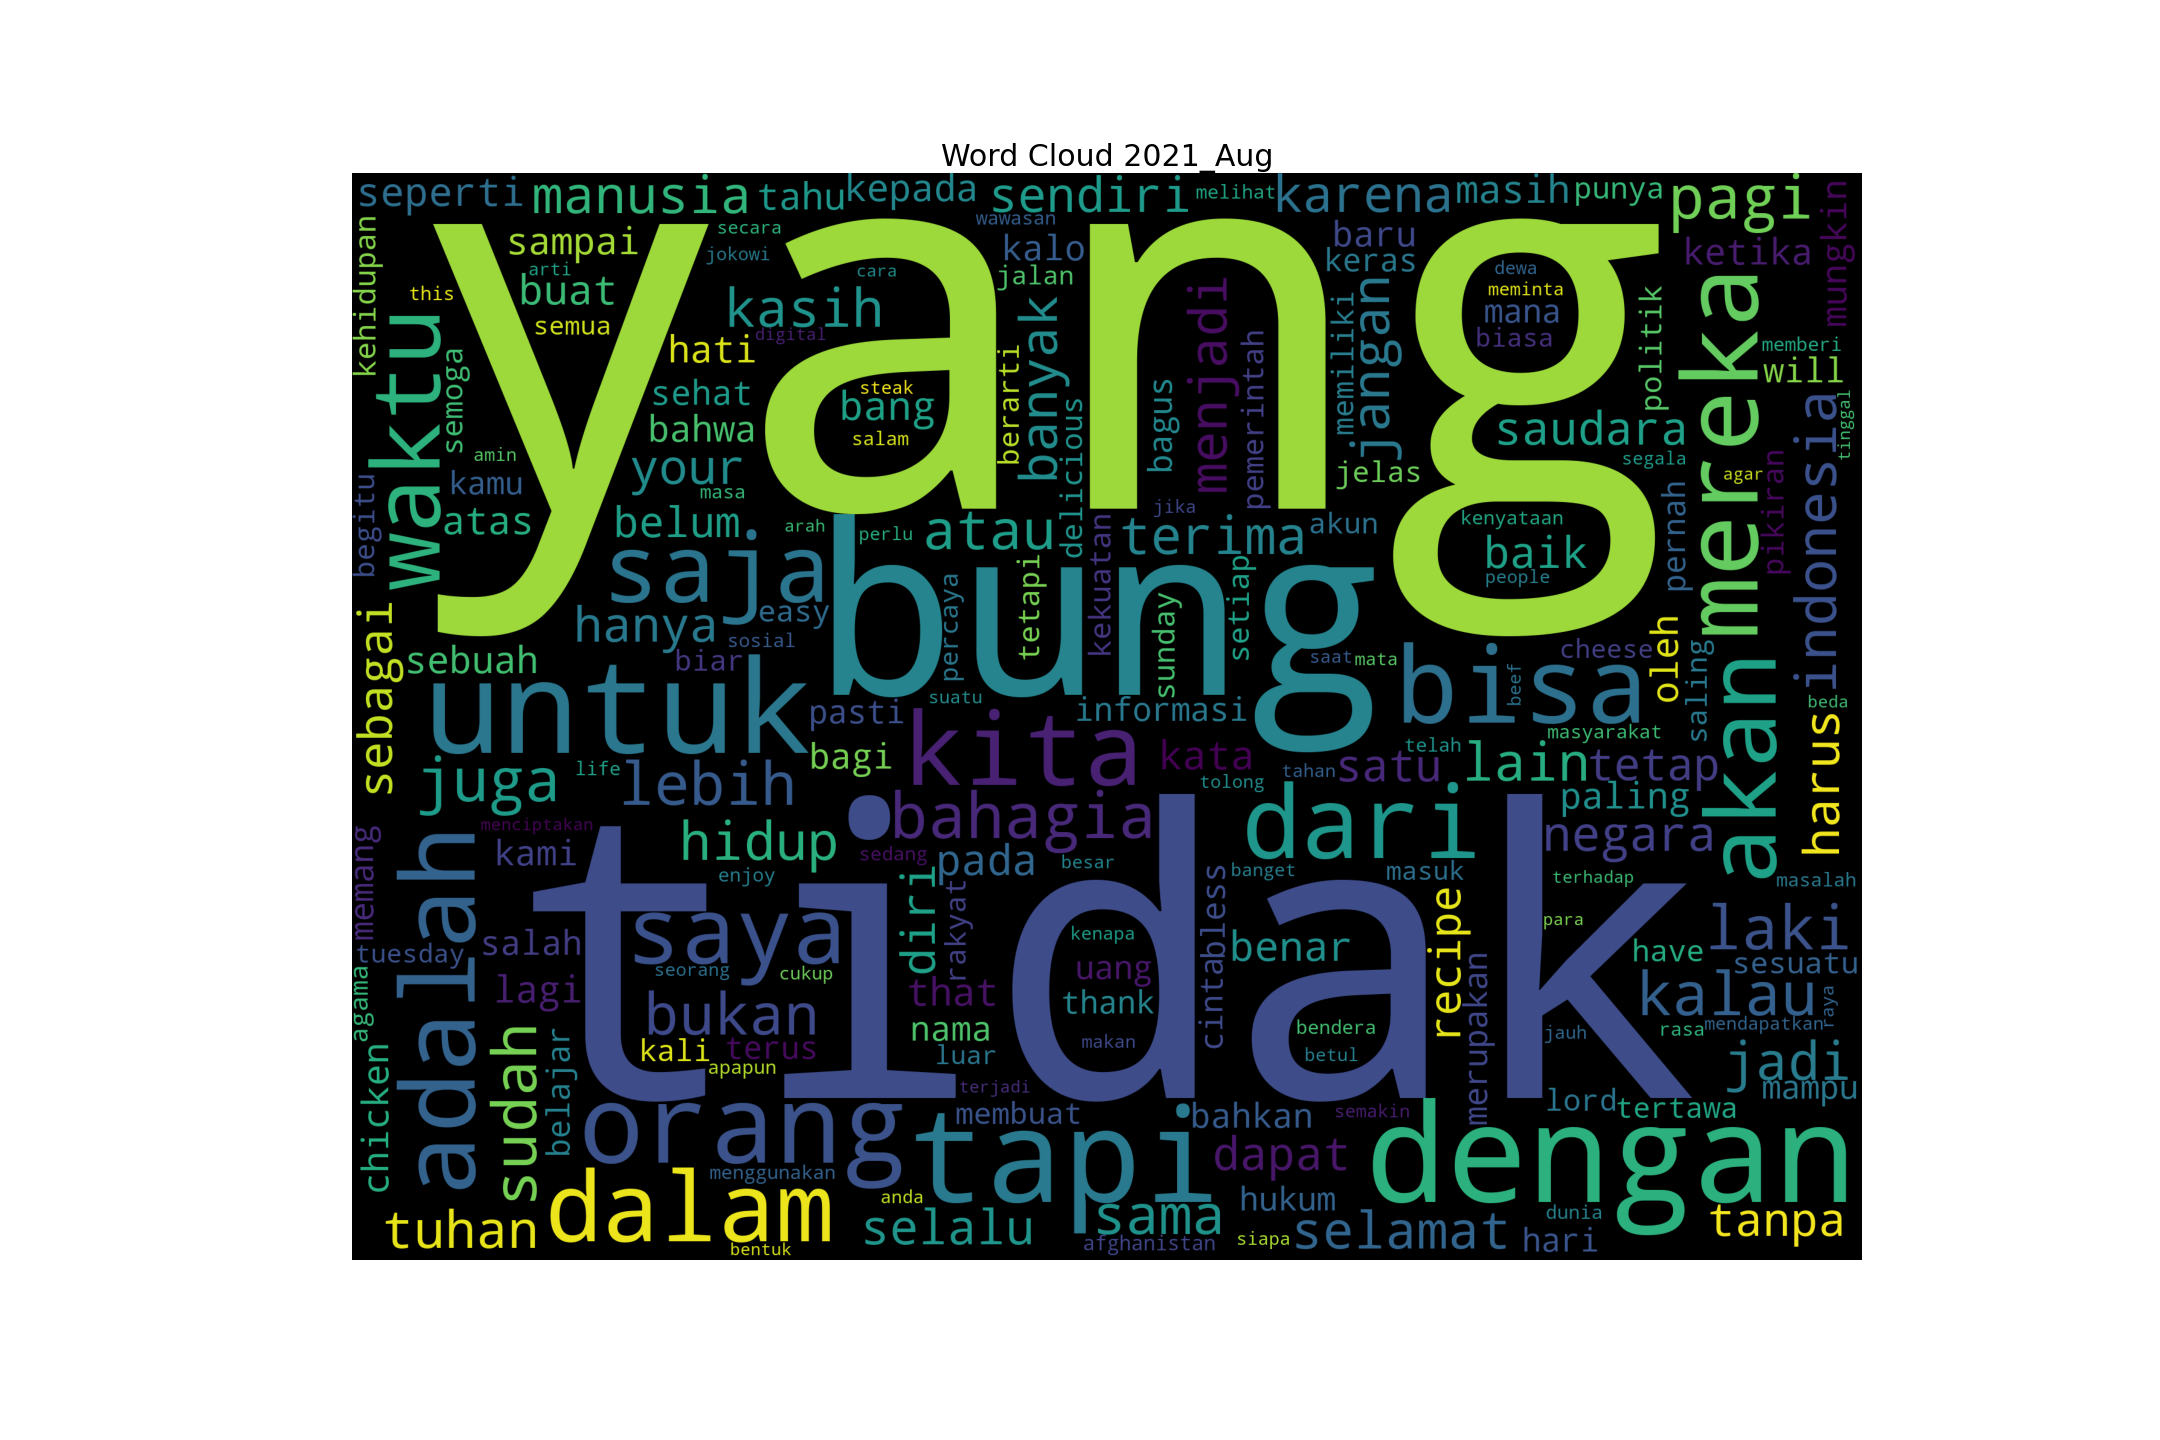 Word Cloud 2021_Aug
seperti manusia tahu kepada sendiri melihat karena masih punya pagi mungkin
kehidupan sampai secara wawasan kalo baru ketika
arti jokowi cara jalan keras dewa
this buat kasih banyak jangan meminta mana politik mereka
waktu semua hati digital berarti menjadi pemerintah memiliki biasa memberi will
semoga sehat steak bang delicious bagus saudara indonesia tinggal
yang
amin bahwa salam jelas segala
kamu your masa jika agar pikiran
begitu atas belum arah perlu atau terima akun kenyataan pernah
saja bung baik people
sebagai hanya easy sosial percaya tetapi kekuatan sunday setiap oleh
sebuah biar saat mata bisa beef cheese saling akan
untuk suatu pasti informasi beda
juga life lebih bagi kita kata telah masyarakat harus
tolong tahan satu lain tetap
menciptakan bahagia dari paling
memang kami hidup sedang pada besar negara
adalah enjoy banget masuk terhadap masalah
tidak
tuesday salah saya diri rakyat kenapa cintabless benar recipe para laki
seorang cukup uang have sesuatu
agama lagi bukan that thank merupakan kalau raya
chicken sudah belajar kali terus nama bendera rasa mendapatkan
apapun luar makan betul jauh jadi
orang terjadi membuat bahkan semakin lord tertawa mampu
tapi dapat dengan
menggunakan
tuhan dalam anda selalu sama hukum dunia tanpa
bentuk afghanistan siapa selamat hari